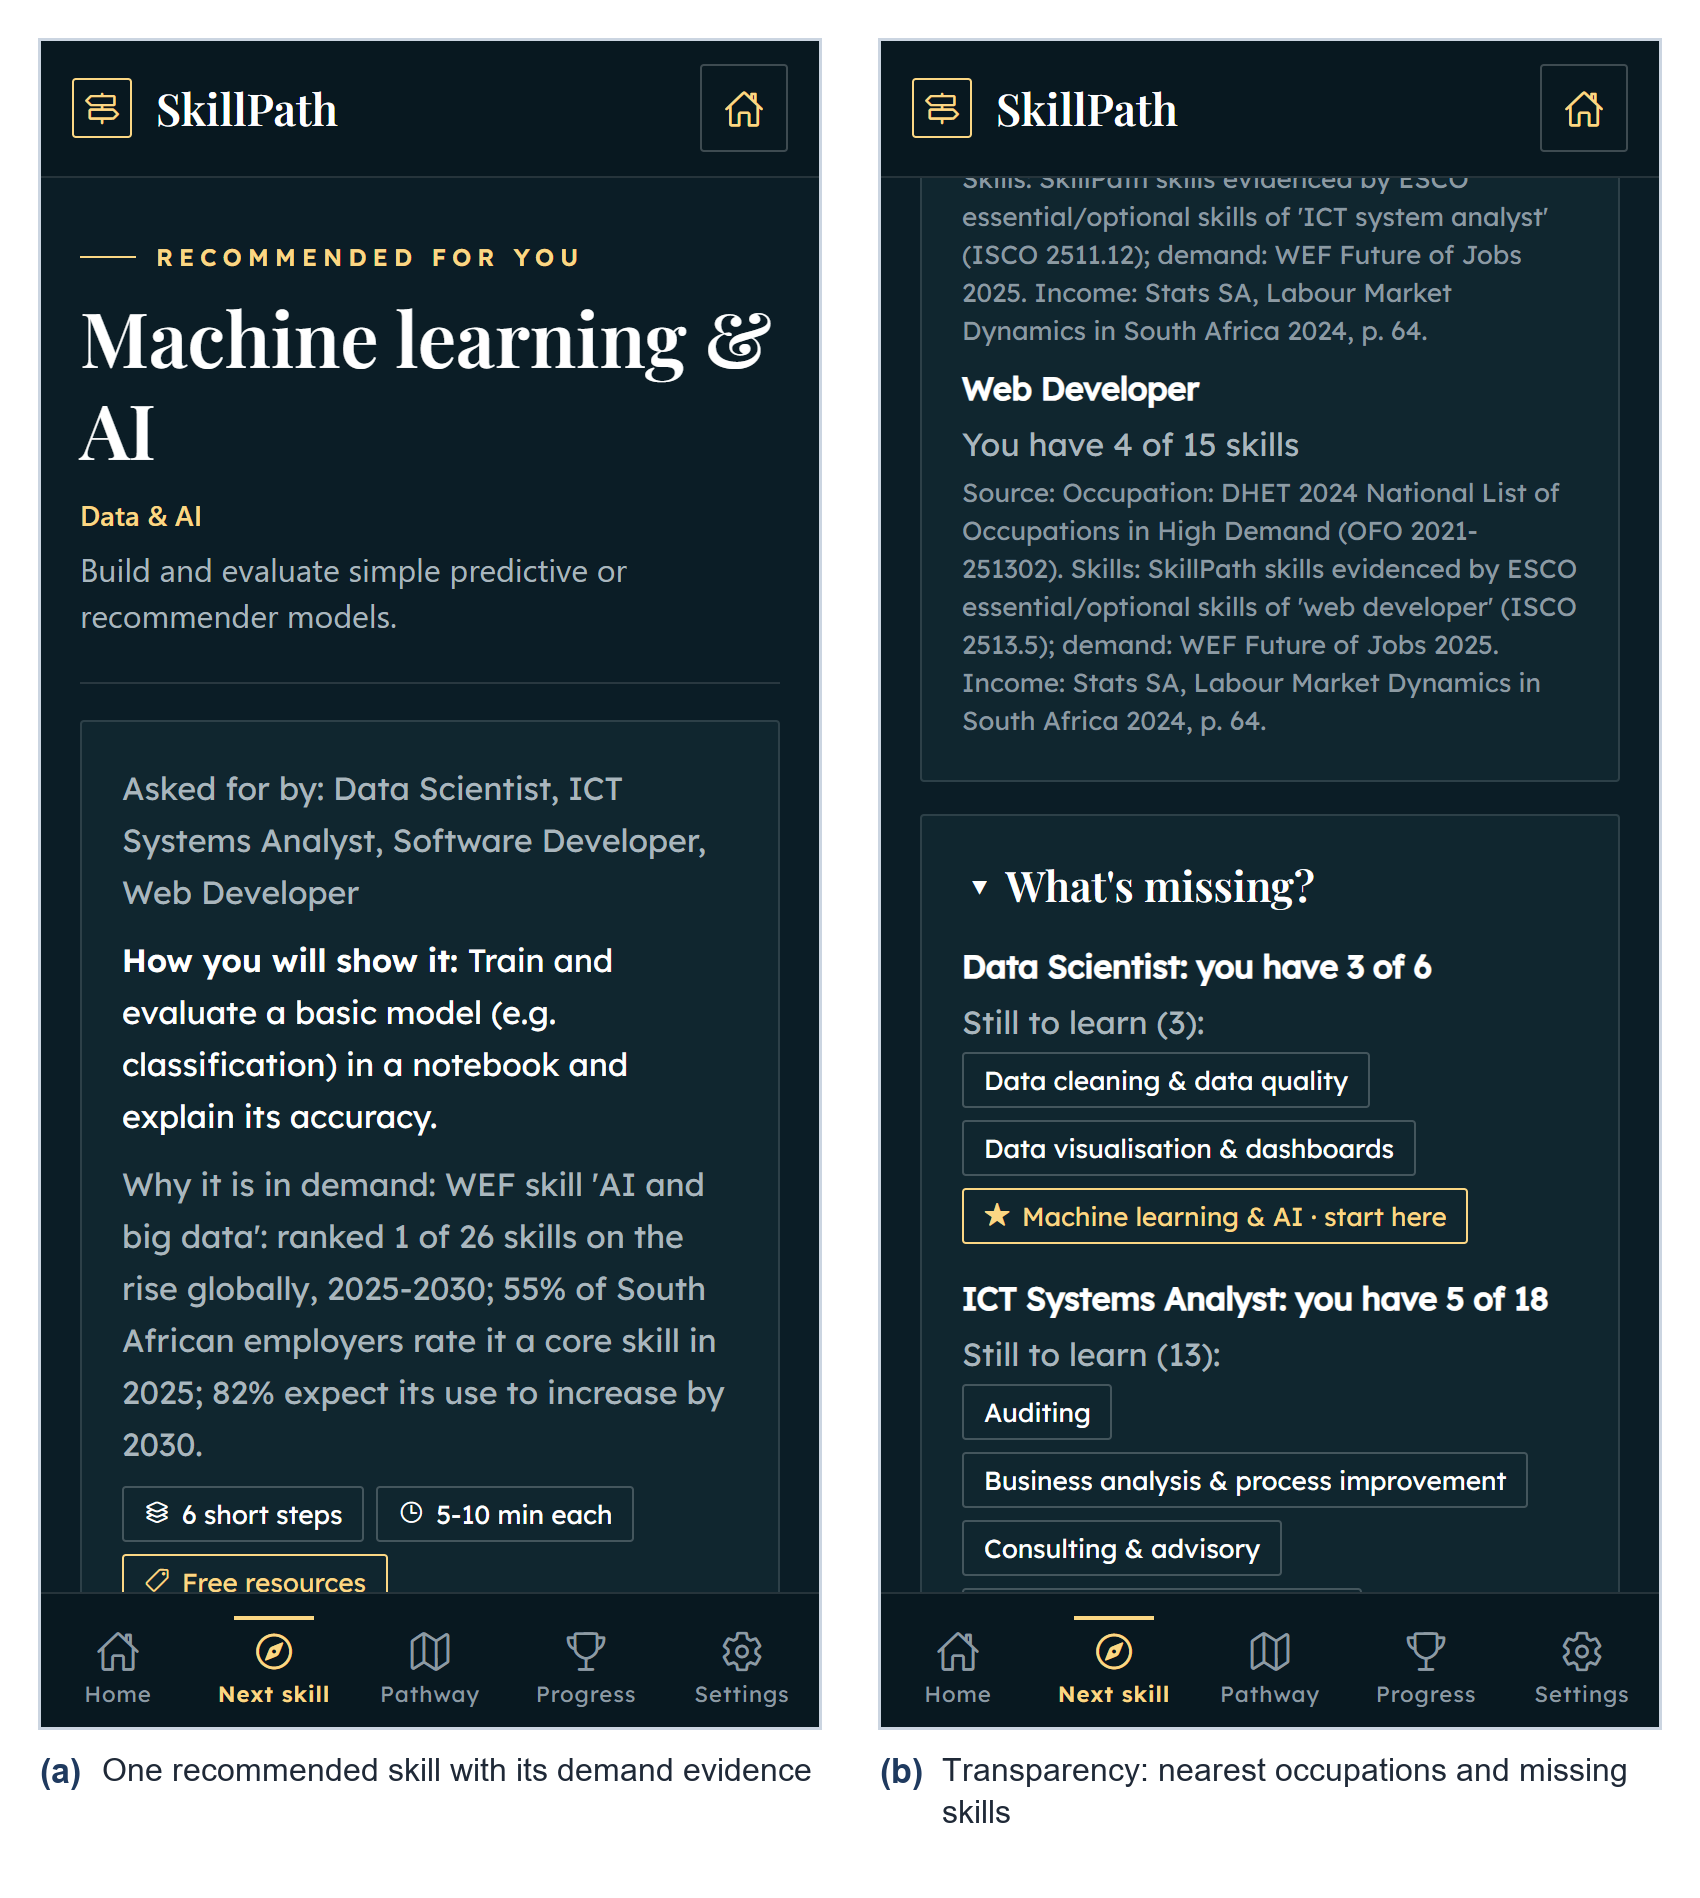 SkillPath
RECOMMENDED FOR YOU
Machine learning &
AI
Data & AI
Build and evaluate simple predictive or
recommender models.
Asked for by: Data Scientist, ICT
Systems Analyst, Software Developer,
Web Developer
How you will show it: Train and
evaluate a basic model (e.g.
classification) in a notebook and
explain its accuracy.
Why it is in demand: WEF skill 'AI and
big data': ranked 1 of 26 skills on the
rise globally, 2025-2030; 55% of South
African employers rate it a core skill in
2025; 82% expect its use to increase by
2030.
6 short steps
5-10 min each
Free resources
Home
Next skill
Pathway
Progress
Settings
(a) One recommended skill with its demand evidence
SkillPath
Skills: SkillPath skills evidenced by ESCO
essential/optional skills of 'ICT system analyst'
(ISCO 2511.12); demand: WEF Future of Jobs
2025. Income: Stats SA, Labour Market
Dynamics in South Africa 2024, p. 64.
Web Developer
You have 4 of 15 skills
Source: Occupation: DHET 2024 National List of
Occupations in High Demand (OFO 2021-
251302). Skills: SkillPath skills evidenced by ESCO
essential/optional skills of 'web developer' (ISCO
2513.5); demand: WEF Future of Jobs 2025.
Income: Stats SA, Labour Market Dynamics in
South Africa 2024, p. 64.
What's missing?
Data Scientist: you have 3 of 6
Still to learn (3):
Data cleaning & data quality
Data visualisation & dashboards
★ Machine learning & AI · start here
ICT Systems Analyst: you have 5 of 18
Still to learn (13):
Auditing
Business analysis & process improvement
Consulting & advisory
Home
Next skill
Pathway
Progress
Settings
(b) Transparency: nearest occupations and missing
skills